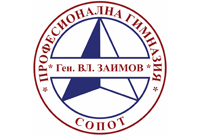 * ПРОФЕСИОНАЛНА ГИМНАЗИЯ *
* Ген. ВЛ. ЗАИМОВ *
СОПОТ